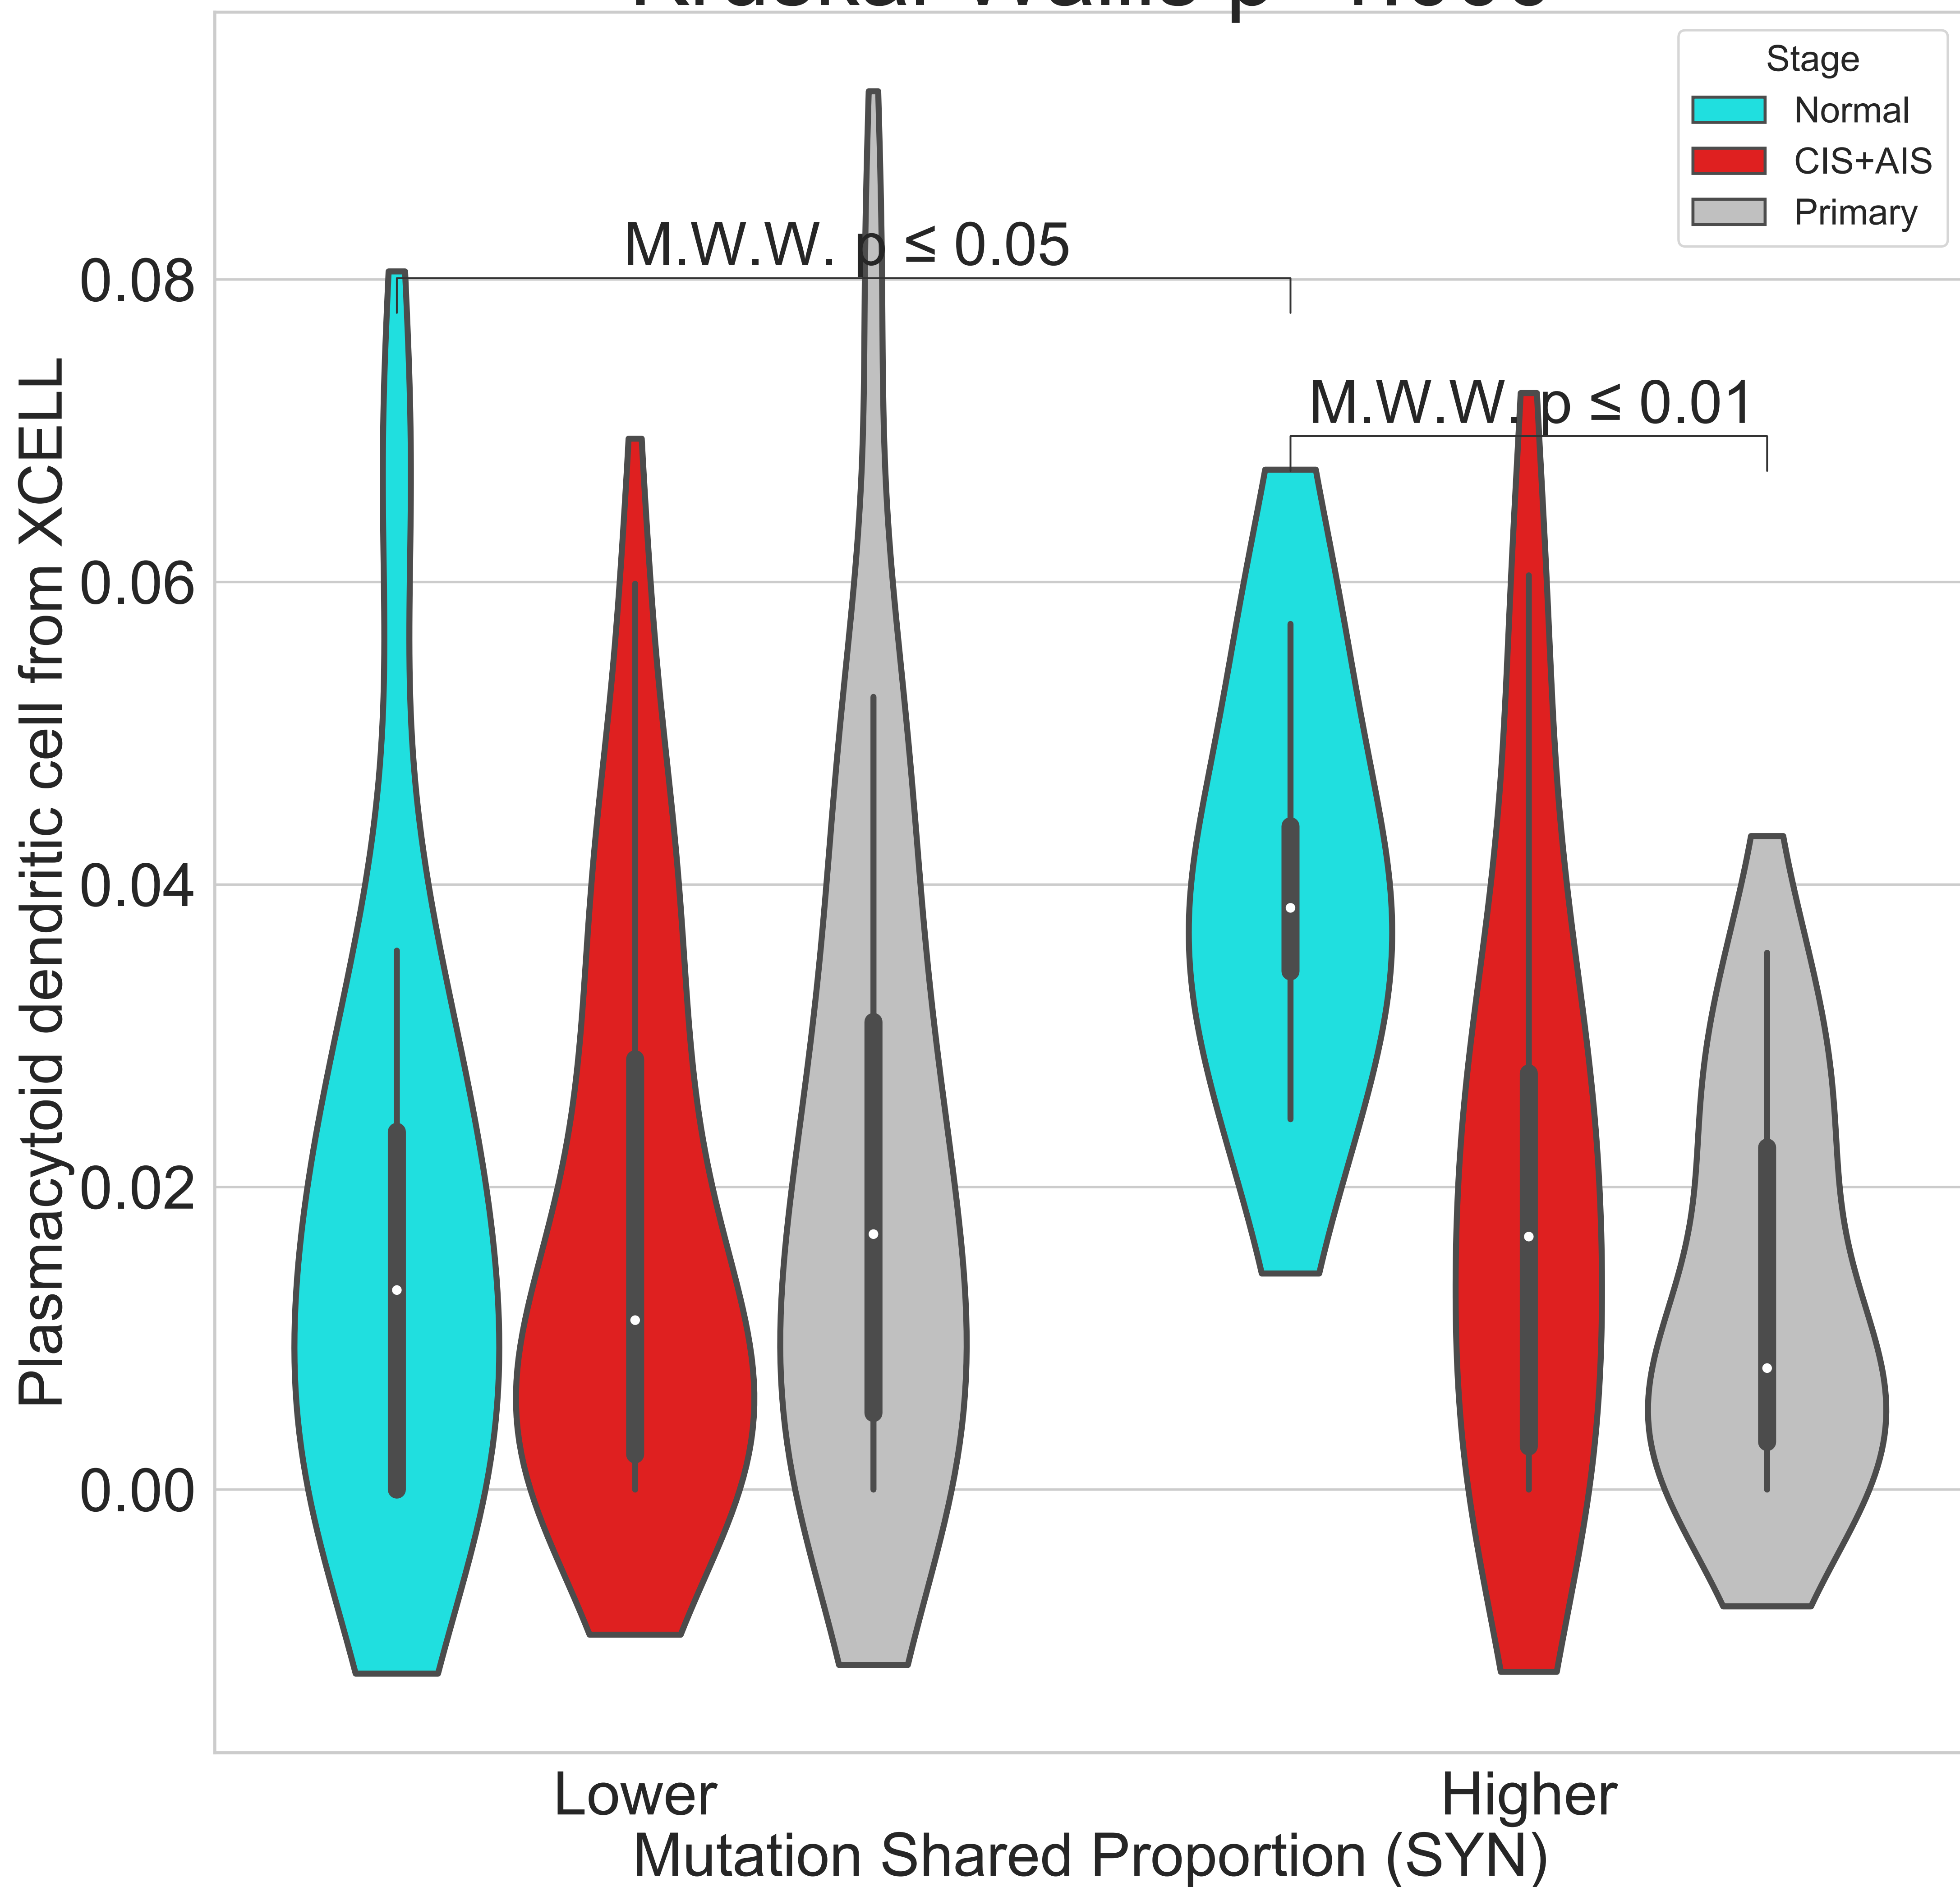 Stage
Normal
CIS+AIS
Primary
M.W.W. p ≤ 0.05
M.W.W. p ≤ 0.01
0.08
0.06
0.04
0.02
0.00
Plasmacytoid dendritic cell from XCELL
Lower
Higher
Mutation Shared Proportion (SYN)